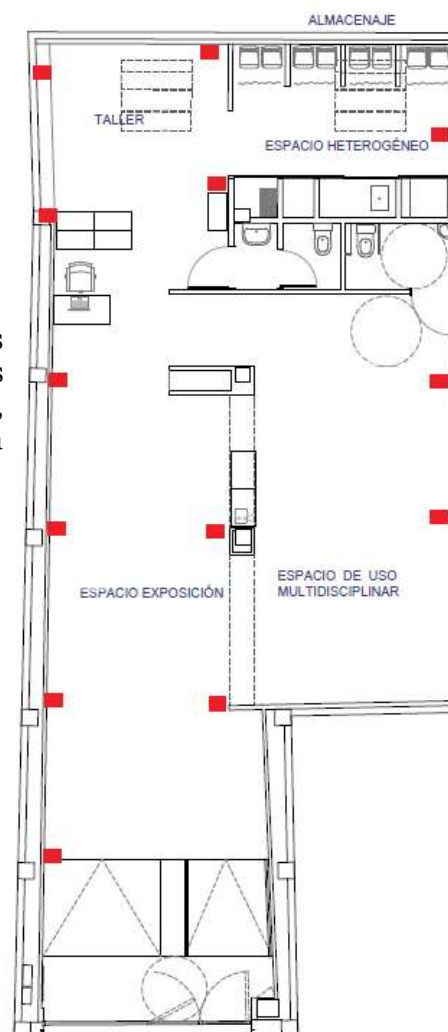 ALMACENAJE
TALLER
ESPACIO HETEROGÉNEO
s
s
,
ESPACIO EXPOSICIÓN
ESPACIO DE USO
MULTIDISCIPLINAR